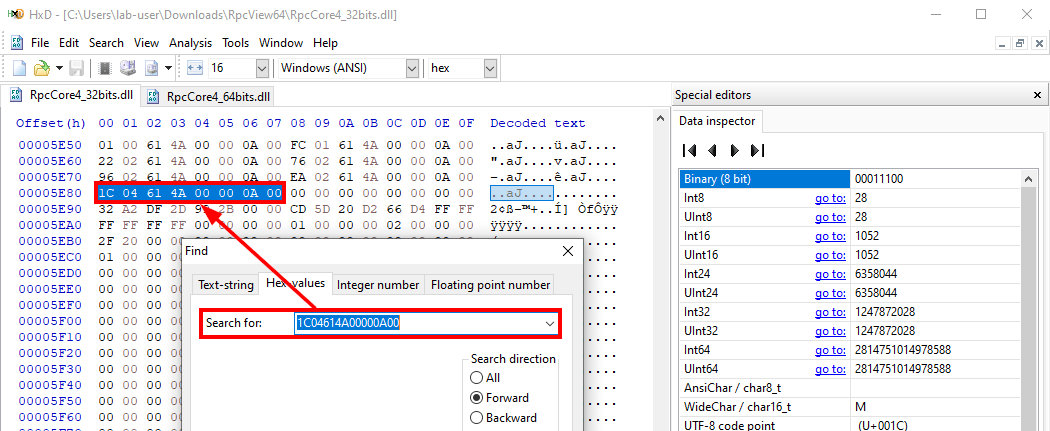 HxD - [C:\Users\lab-user\Downloads\RpcView64\RpcCore4_32bits.dll]
File Edit Search View Analysis Tools Window Help
16 Windows (ANSI) hex
RpcCore4_32bits.dll RpcCore4_64bits.dll
Offset(h) 00 01 02 03 04 05 06 07 08 09 0A 0B 0C 0D 0E 0F Decoded text
00005E50 01 00 61 4A 00 00 0A 00 FC 01 61 4A 00 00 0A 00 ..aJ....ü.aJ....
00005E60 22 02 61 4A 00 00 0A 00 76 02 61 4A 00 00 0A 00 ".aJ....v.aJ....
00005E70 96 02 61 4A 00 00 0A 00 EA 02 61 4A 00 00 0A 00 –.aJ....ê.aJ....
00005E80 1C 04 61 4A 00 00 0A 00 00 00 00 00 00 00 00 00 ..aJ............
00005E90 32 A2 DF 2D 99 2B 00 00 CD 5D 20 D2 66 D4 FF FF 2¢ß-™+..Í] ÒfÔÿÿ
00005EA0 FF FF FF FF 00 00 00 00 01 00 00 00 02 00 00 00 ÿÿÿÿ............
00005EB0 2F 20 00 00 00
00005EC0 01 00 00 00
00005ED0 00 00 00 00
00005EE0 00 00 00 00
00005EF0 00 00 00 00
00005F00 00 00 00 00
00005F10 00 00 00 00
00005F20 00 00 00 00
00005F30 00 00 00 00
00005F40 00 00 00 00
00005F50 00 00 00 00
00005F60 00 00 00 00
Find
Text-string Hex-values Integer number Floating point number
Search for: 1C04614A00000A00
Search direction
All
Forward
Backward
Special editors
Data inspector
Binary (8 bit) 00011100
Int8 go to: 28
UInt8 go to: 28
Int16 go to: 1052
UInt16 go to: 1052
Int24 go to: 6358044
UInt24 go to: 6358044
Int32 go to: 1247872028
UInt32 go to: 1247872028
Int64 go to: 2814751014978588
UInt64 go to: 2814751014978588
AnsiChar / char8_t
WideChar / char16_t M
UTF-8 code point (U+001C)